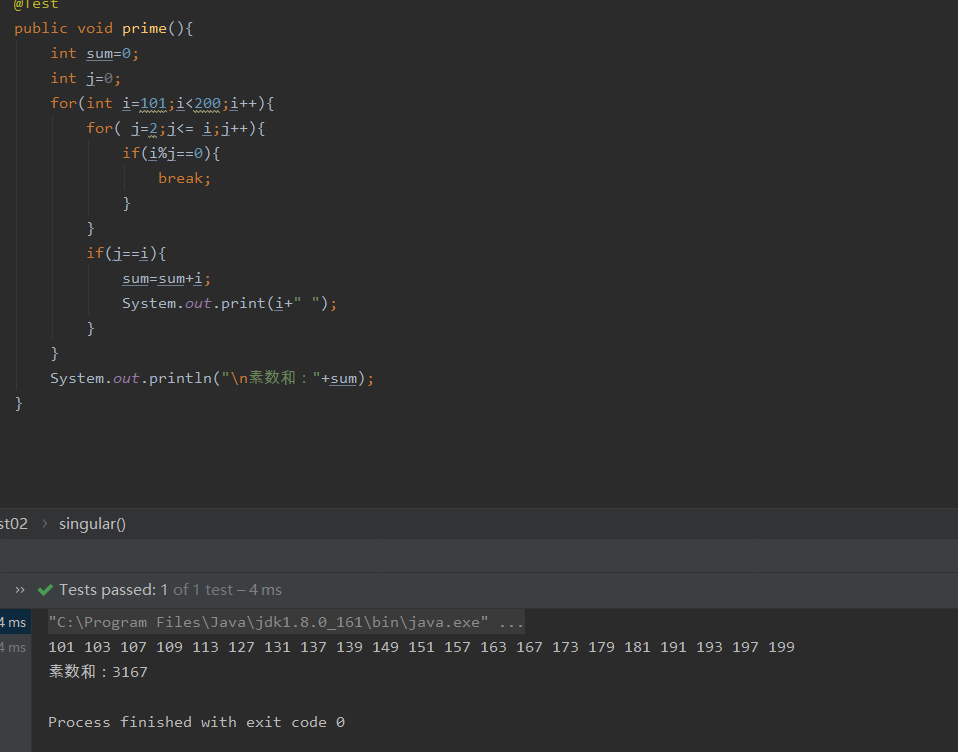 @Test
public void prime(){
int sum=0;
int j=0;
for(int i=101;i<200;i++){
for( j=2;j<= i;j++){
if(i%j==0){
break;
}
}
if(j==i){
sum=sum+i;
System.out.print(i+" ");
}
}
System.out.println("\n素数和："+sum);
}
st02 › singular()
›› Tests passed: 1 of 1 test – 4 ms
4 ms "C:\Program Files\Java\jdk1.8.0_161\bin\java.exe" ...
4 ms 101 103 107 109 113 127 131 137 139 149 151 157 163 167 173 179 181 191 193 197 199
素数和：3167
Process finished with exit code 0